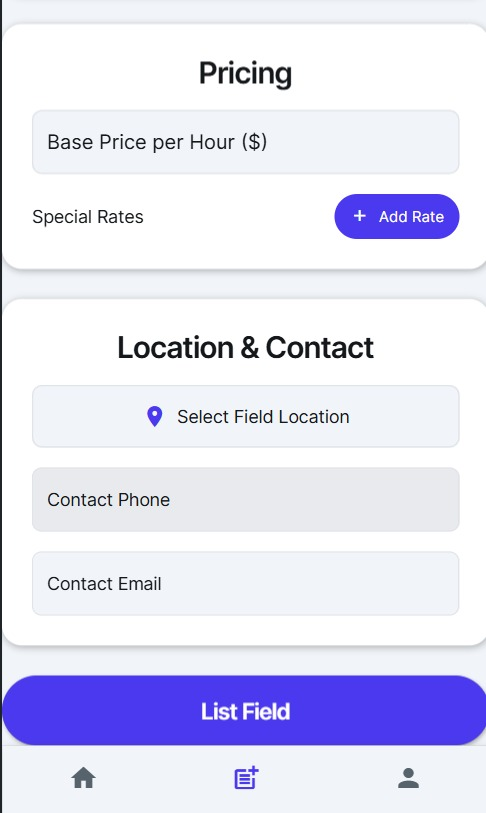 Pricing
Base Price per Hour ($)
Special Rates
+ Add Rate
Location & Contact
Select Field Location
Contact Phone
Contact Email
List Field